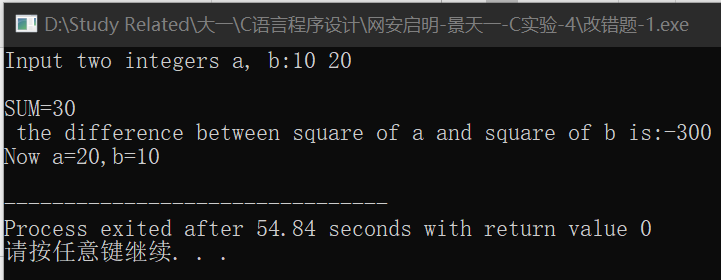 D:\Study Related\大一\C语言程序设计\网安启明-景天一-C实验-4\改错题-1.exe
Input two integers a, b:10 20
SUM=30
the difference between square of a and square of b is:-300
Now a=20,b=10
--------------------------------
Process exited after 54.84 seconds with return value 0
请按任意键继续. . .